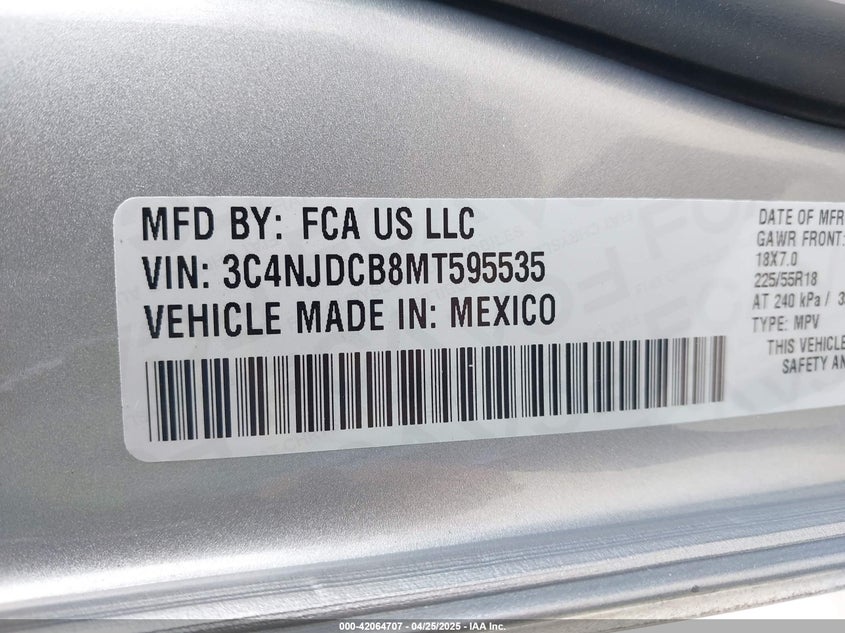 MFD BY: FCA US LLC
VIN: 3C4NJDCB8MT595535
VEHICLE MADE IN: MEXICO
DATE OF MFR
GAWR FRONT:
18X7.0
225/55R18
AT 240 kPa / 3
TYPE: MPV
THIS VEHICLE
SAFETY AN
000-42064707 - 04/25/2025 - IAA Inc.